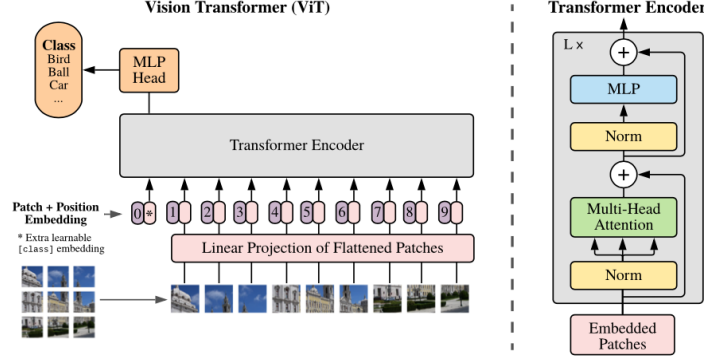 Vision Transformer (ViT)
Class
Bird
Ball
Car
...
MLP
Head
Transformer Encoder
Patch + Position
Embedding
0 * 1 2 3 4 5 6 7 8 9
* Extra learnable
[class] embedding
Linear Projection of Flattened Patches
Transformer Encoder
L ×
+
MLP
Norm
+
Multi-Head
Attention
Norm
Embedded
Patches